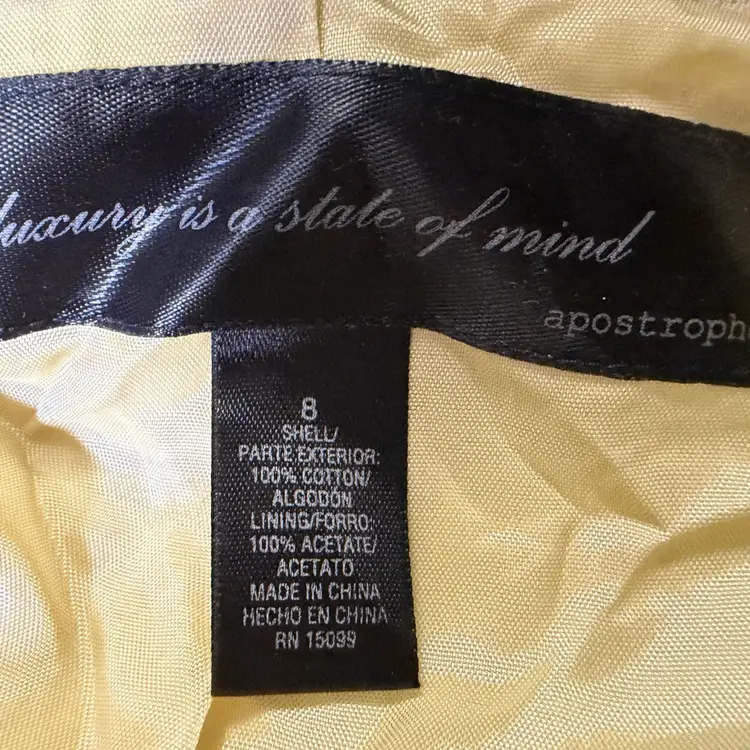 luxury is a state of mind
apostrophe
8
SHELL/
PARTE EXTERIOR:
100% COTTON/
ALGODÓN
LINING/FORRO:
100% ACETATE/
ACETATO
MADE IN CHINA
HECHO EN CHINA
RN 15099